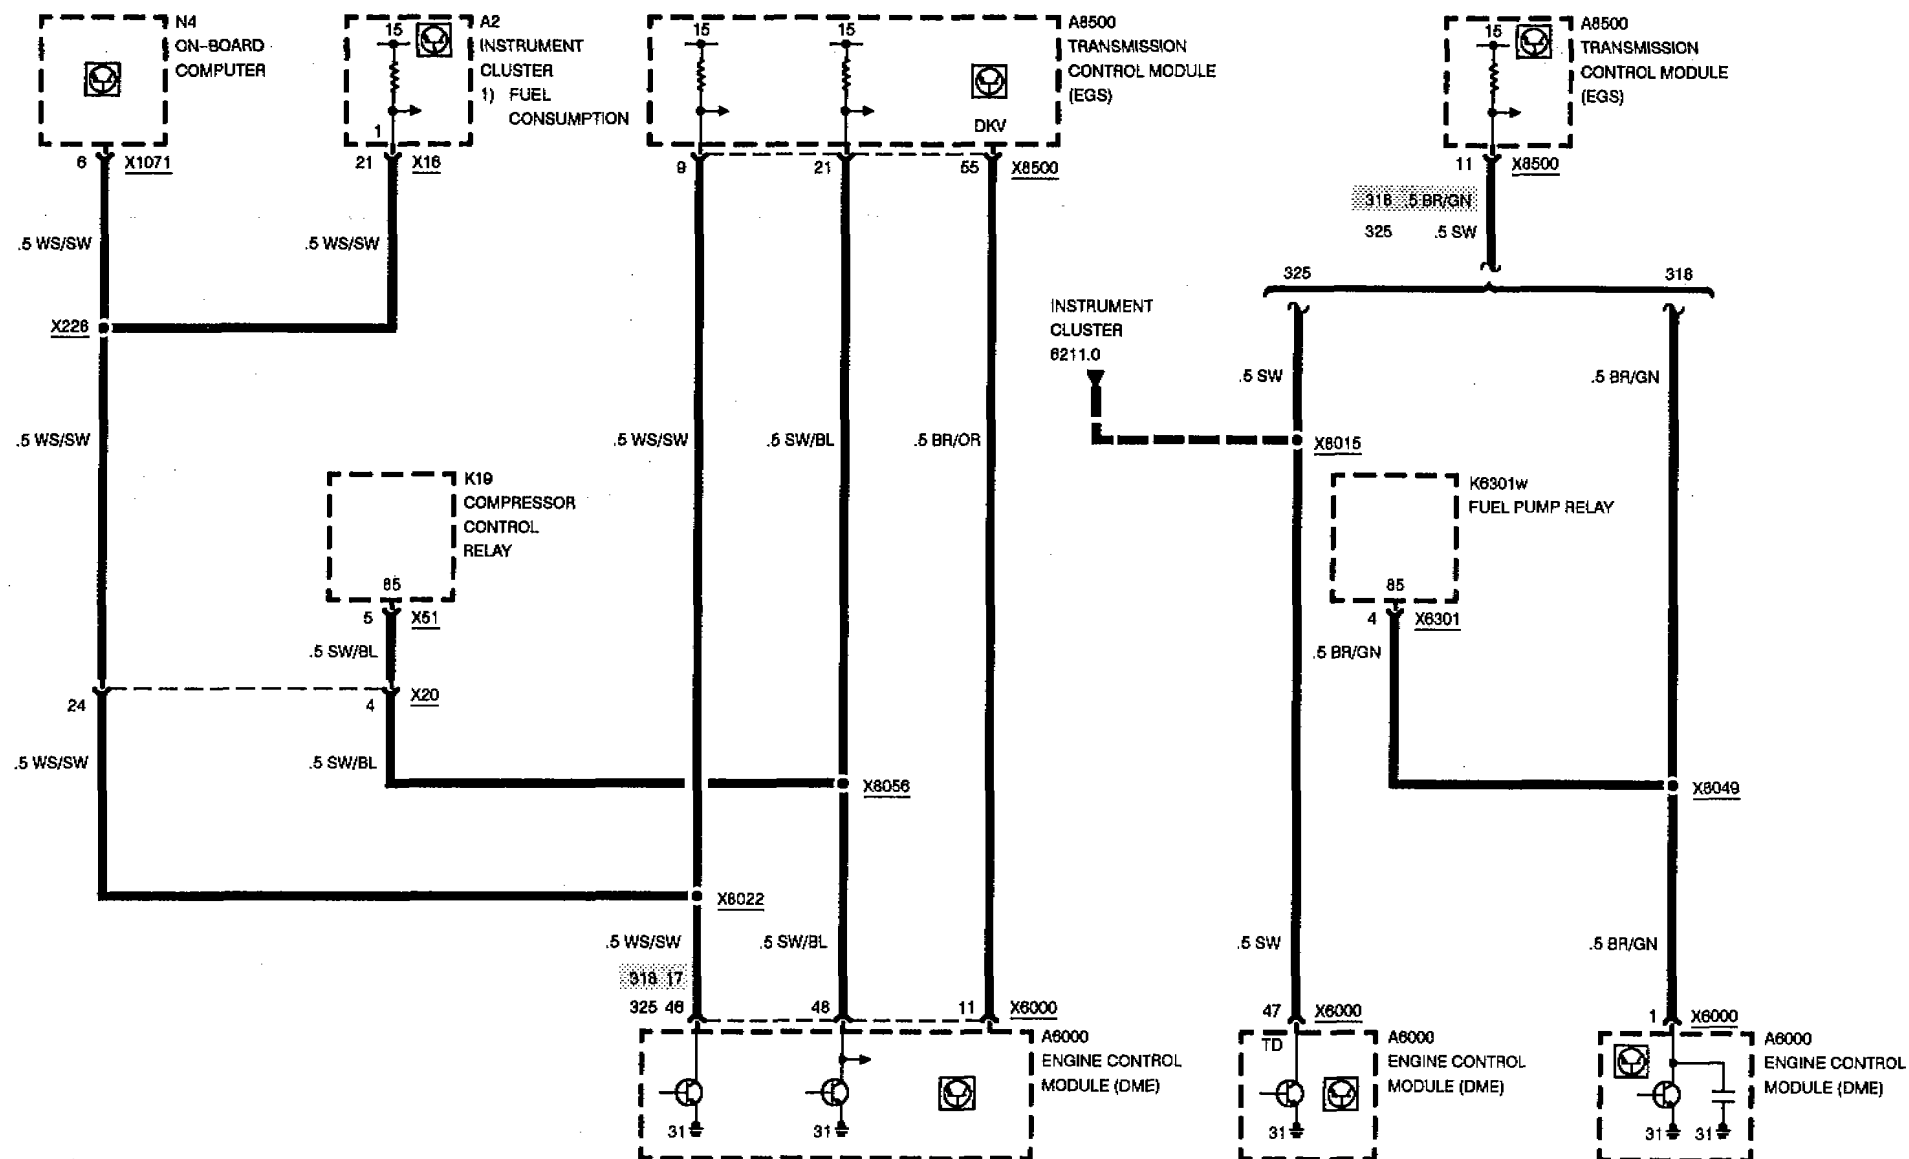 N4
ON-BOARD
COMPUTER
15
A2
INSTRUMENT
CLUSTER
1) FUEL
CONSUMPTION
1
15
15
DKV
A8500
TRANSMISSION
CONTROL MODULE
(EGS)
15
A8500
TRANSMISSION
CONTROL MODULE
(EGS)
6 X1071
21 X16
9
21
55 X8500
11 X8500
318 .5 BR/GN
325 .5 SW
.5 WS/SW
.5 WS/SW
325
318
INSTRUMENT
CLUSTER
6211.0
X226
.5 SW
.5 BR/GN
.5 WS/SW
.5 WS/SW
.5 SW/BL
.5 BR/OR
X8015
K19
COMPRESSOR
CONTROL
RELAY
85
5 X51
K6301w
FUEL PUMP RELAY
85
4 X6301
.5 SW/BL
.5 BR/GN
24
4 X20
.5 WS/SW
.5 SW/BL
X8056
X8049
X8022
.5 WS/SW
.5 SW/BL
.5 SW
.5 BR/GN
318 17
325 46
48
11 X6000
47 X6000
1 X6000
A6000
ENGINE CONTROL
MODULE (DME)
31
31
TD
A6000
ENGINE CONTROL
MODULE (DME)
31
A6000
ENGINE CONTROL
MODULE (DME)
31
31